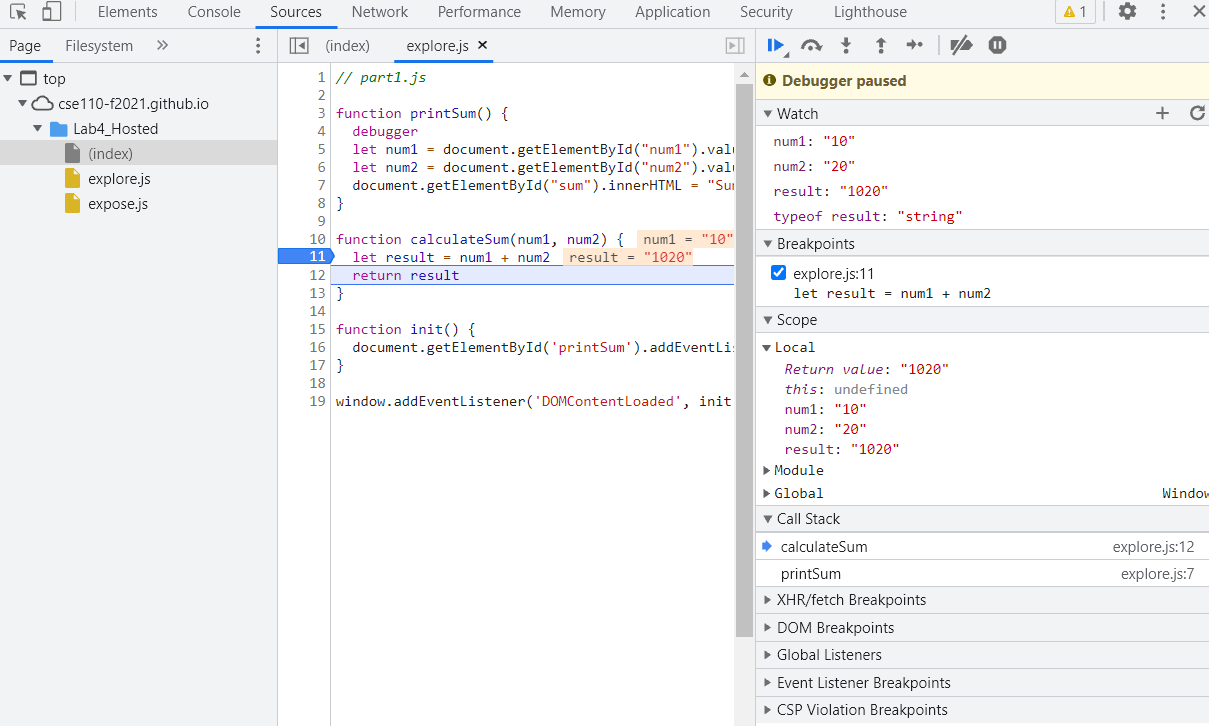 Elements Console Sources Network Performance Memory Application Security Lighthouse 1
Page Filesystem
top
cse110-f2021.github.io
Lab4_Hosted
(index)
explore.js
expose.js
(index) explore.js
1 // part1.js
2
3 function printSum() {
4 debugger
5 let num1 = document.getElementById("num1").valu
6 let num2 = document.getElementById("num2").valu
7 document.getElementById("sum").innerHTML = "Sum
8 }
9
10 function calculateSum(num1, num2) { num1 = "10"
11 let result = num1 + num2 result = "1020"
12 return result
13 }
14
15 function init() {
16 document.getElementById('printSum').addEventLis
17 }
18
19 window.addEventListener('DOMContentLoaded', init
Debugger paused
Watch
num1: "10"
num2: "20"
result: "1020"
typeof result: "string"
Breakpoints
explore.js:11
let result = num1 + num2
Scope
Local
Return value: "1020"
this: undefined
num1: "10"
num2: "20"
result: "1020"
Module
Global Window
Call Stack
calculateSum explore.js:12
printSum explore.js:7
XHR/fetch Breakpoints
DOM Breakpoints
Global Listeners
Event Listener Breakpoints
CSP Violation Breakpoints